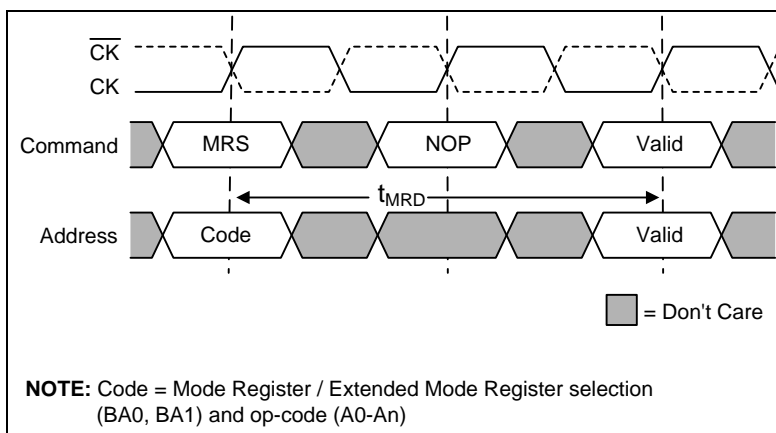 C̅K̅
CK
Command MRS NOP Valid
tMRD
Address Code Valid
= Don't Care
NOTE: Code = Mode Register / Extended Mode Register selection
(BA0, BA1) and op-code (A0-An)